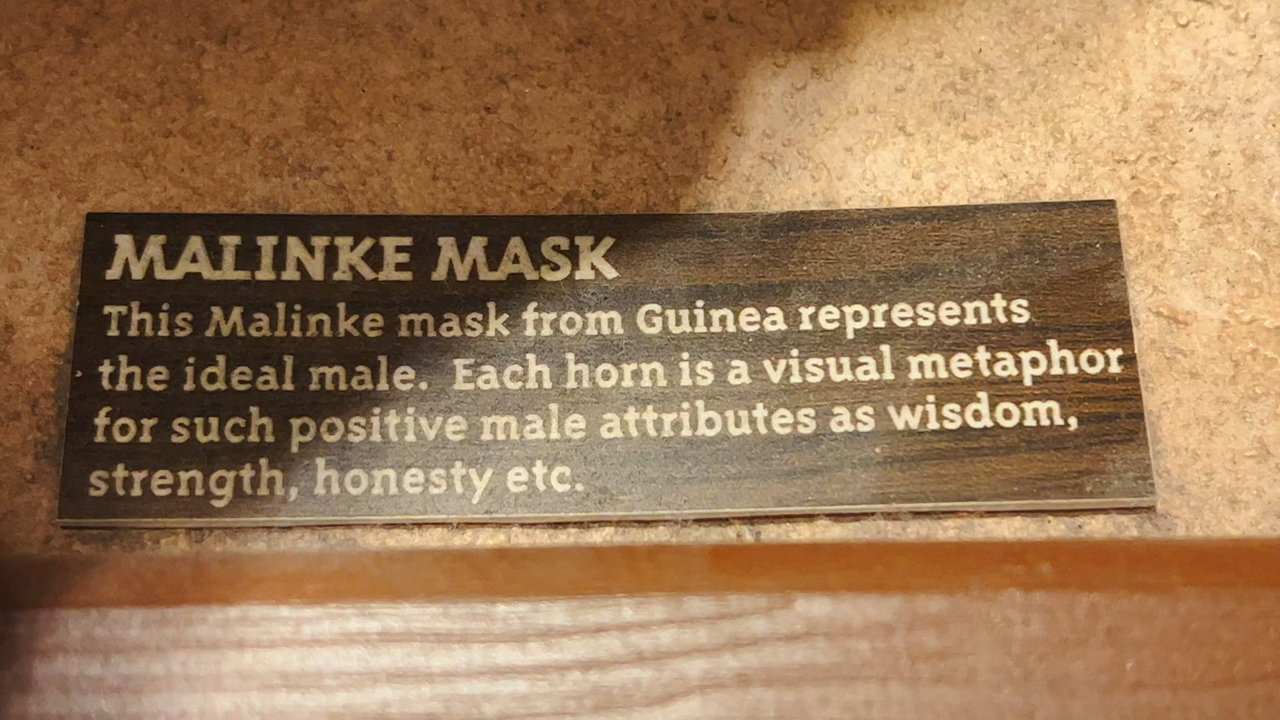 MALINKE MASK
This Malinke mask from Guinea represents
the ideal male. Each horn is a visual metaphor
for such positive male attributes as wisdom,
strength, honesty etc.